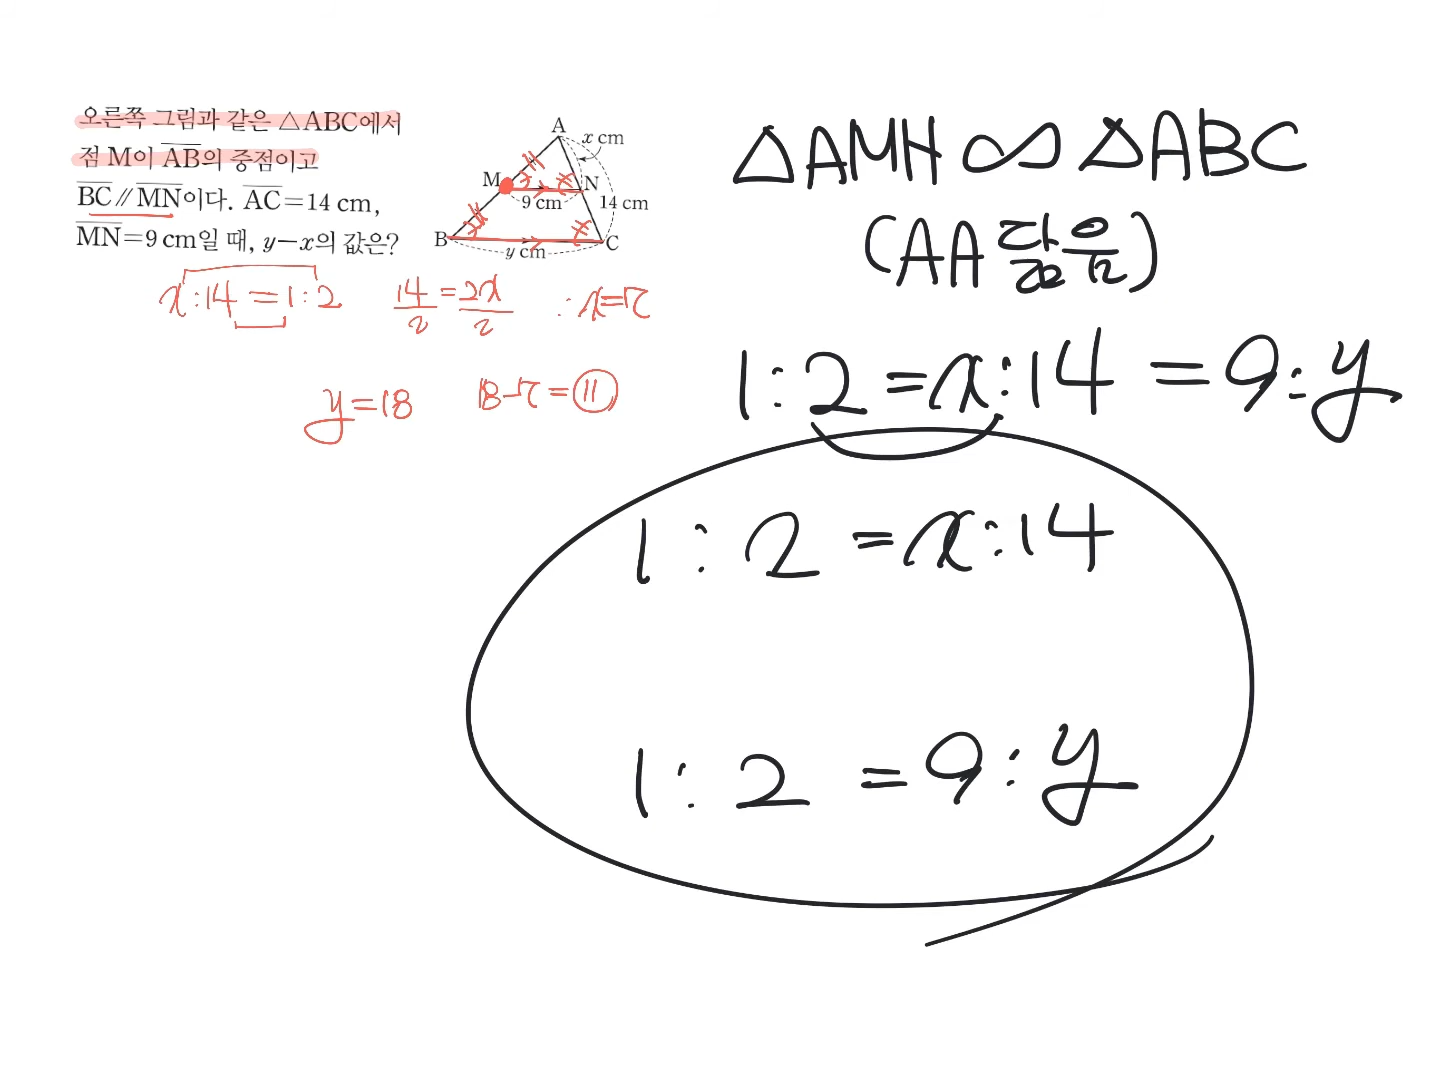 오른쪽 그림과 같은 △ABC에서
점 M이 AB의 중점이고
BC∥MN이다. AC=14 cm,
MN=9 cm일 때, y−x의 값은?
A
x cm
M
N
9 cm
14 cm
B
C
y cm
x:14=1:2
14/2=2x/2
∴x=7
y=18
18-7=11
△AMH∽△ABC
(AA 닮음)
1:2=x:14=9:y
1:2=x:14
1:2=9:y